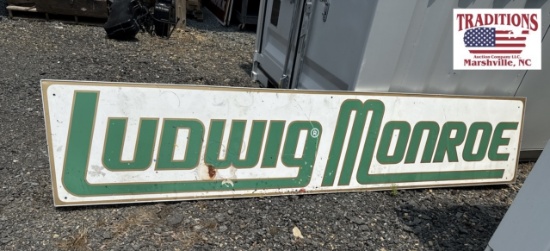 TRADITIONS
Auction Company LLC
Marshville, NC
LUDWIG® MONROE